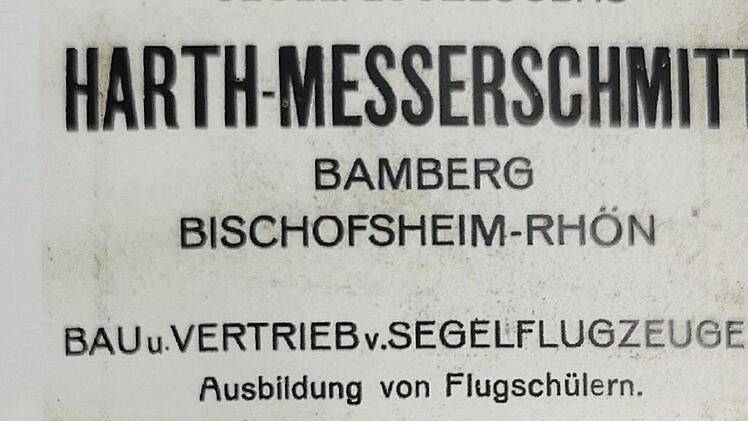 HARTH-MESSERSCHMITT
BAMBERG
BISCHOFSHEIM-RHÖN
BAU u. VERTRIEB v. SEGELFLUGZEUGE
Ausbildung von Flugschülern.